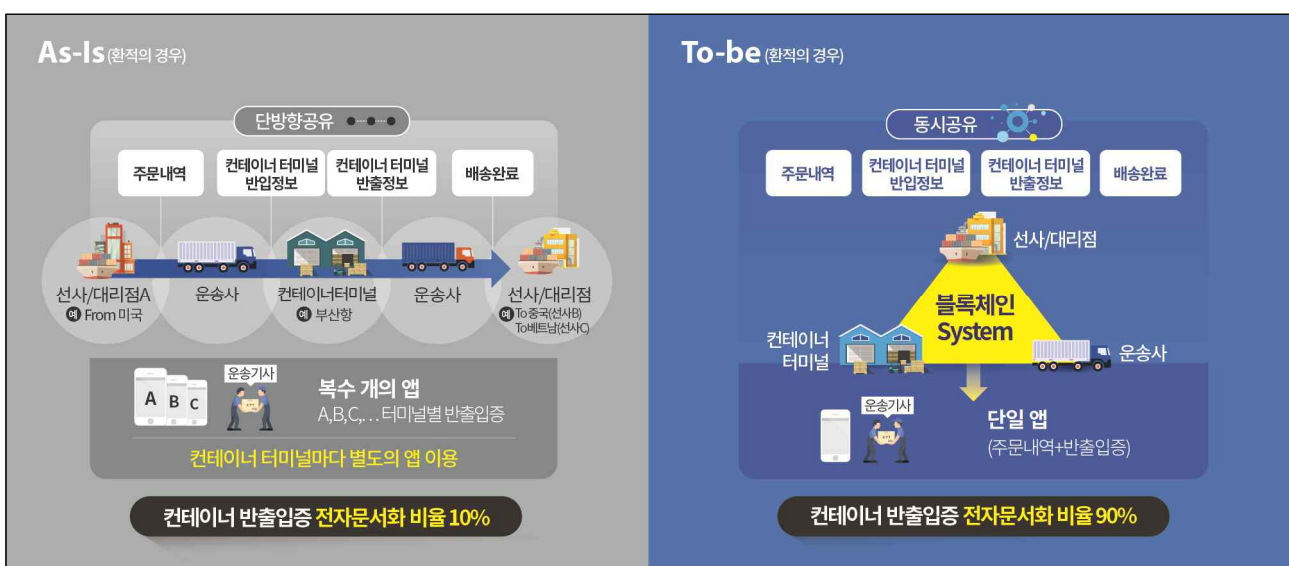 As-Is (환적의 경우)
단방향공유
주문내역
컨테이너 터미널
반입정보
컨테이너 터미널
반출정보
배송완료
선사/대리점A
예 From 미국
운송사
컨테이너터미널
예 부산항
운송사
선사/대리점
예 To 중국(선사B)
To베트남(선사C)
A B C
운송기사
복수 개의 앱
A,B,C,... 터미널별 반출입증
컨테이너 터미널마다 별도의 앱 이용
컨테이너 반출입증 전자문서화 비율 10%
To-be (환적의 경우)
동시공유
주문내역
컨테이너 터미널
반입정보
컨테이너 터미널
반출정보
배송완료
선사/대리점
블록체인
System
컨테이너
터미널
운송사
운송기사
단일 앱
(주문내역+반출입증)
컨테이너 반출입증 전자문서화 비율 90%